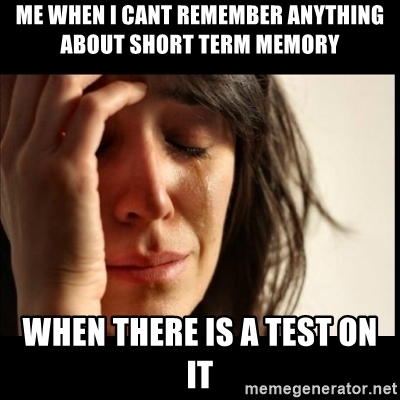 ME WHEN I CANT REMEMBER ANYTHING
ABOUT SHORT TERM MEMORY
WHEN THERE IS A TEST ON
IT
memegenerator.net